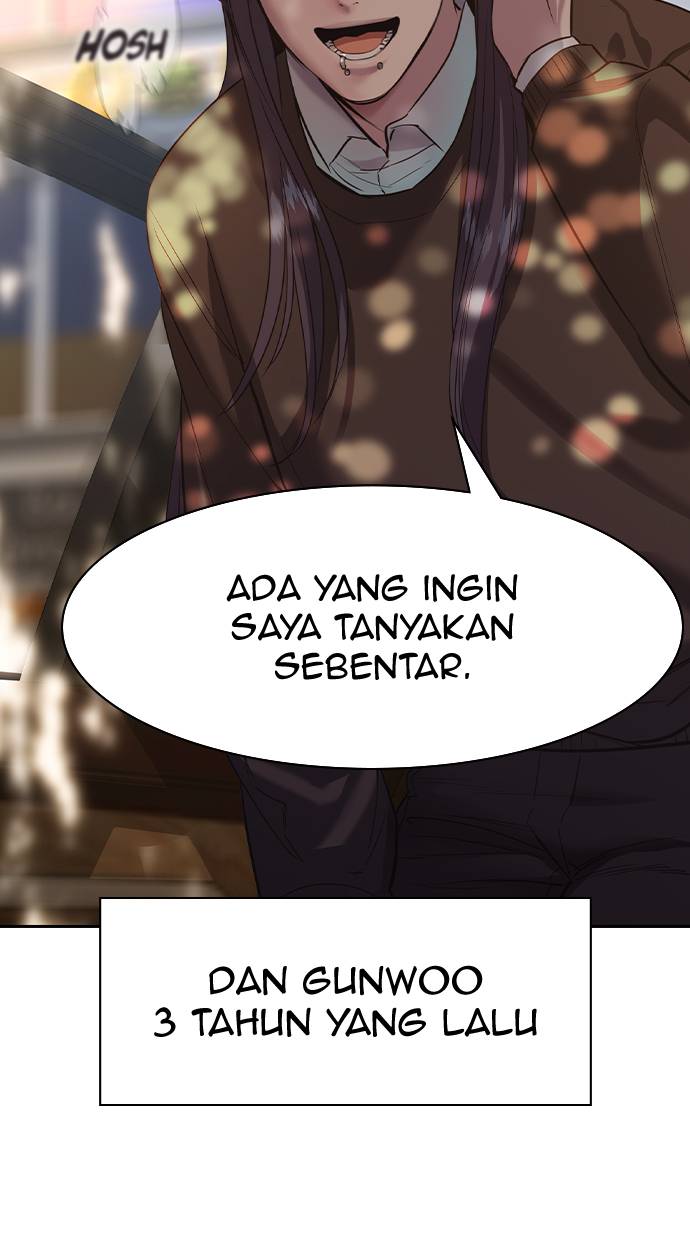 HOSH
ADA YANG INGIN
SAYA TANYAKAN
SEBENTAR.
DAN GUNWOO
3 TAHUN YANG LALU